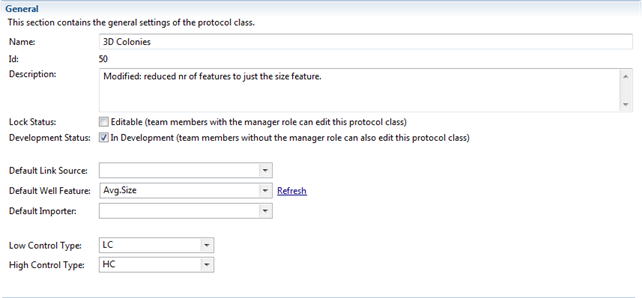 General
This section contains the general settings of the protocol class.
Name: 3D Colonies
Id: 50
Description: Modified: reduced nr of features to just the size feature.
Lock Status: Editable (team members with the manager role can edit this protocol class)
Development Status: In Development (team members without the manager role can also edit this protocol class)
Default Link Source:
Default Well Feature: Avg.Size Refresh
Default Importer:
Low Control Type: LC
High Control Type: HC